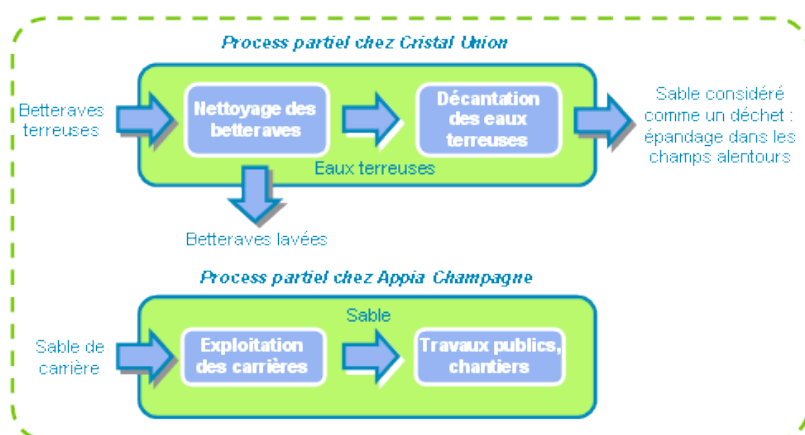 Process partiel chez Cristal Union
Betteraves
terreuses
Nettoyage des
betteraves
Décantation
des eaux
terreuses
Eaux terreuses
Sable considéré
comme un déchet :
épandage dans les
champs alentours
Betteraves lavées
Process partiel chez Appia Champagne
Sable
Sable de
carrière
Exploitation
des carrières
Travaux publics,
chantiers